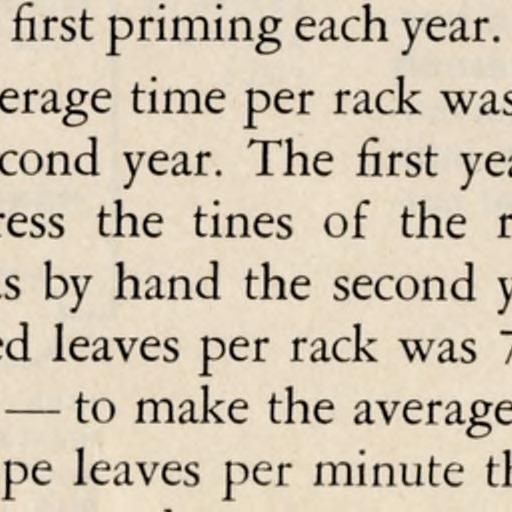 first priming each year.
erage time per rack was
cond year. The first yea
ress the tines of the r
s by hand the second y
ed leaves per rack was 7
— to make the average
pe leaves per minute th